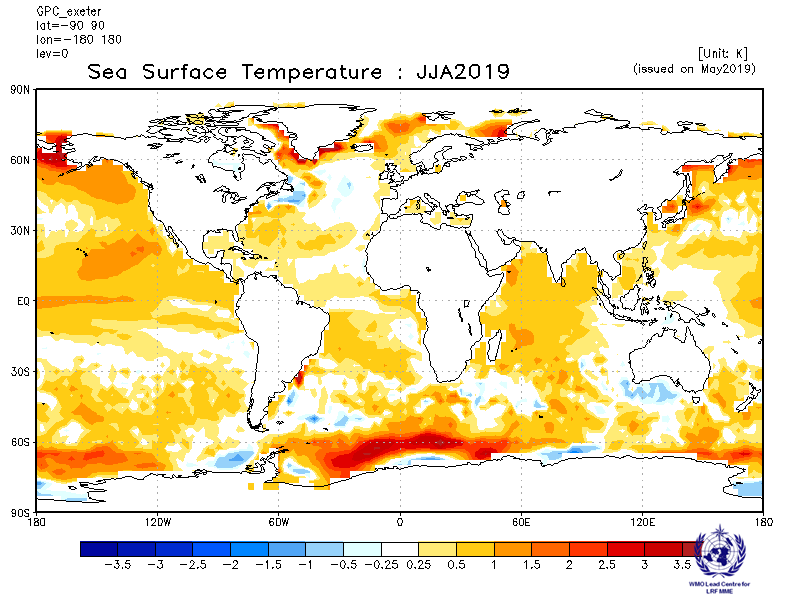 GPC_exeter
lat=-90 90
lon=-180 180
lev=0
[Unit: K]
Sea Surface Temperature : JJA2019
(issued on May2019)
90N
60N
30N
EQ
30S
60S
90S
180 120W 60W 0 60E 120E 180
-3.5 -3 -2.5 -2 -1.5 -1 -0.5 -0.25 0.25 0.5 1 1.5 2 2.5 3 3.5
WMO Lead Centre for
LRF MME